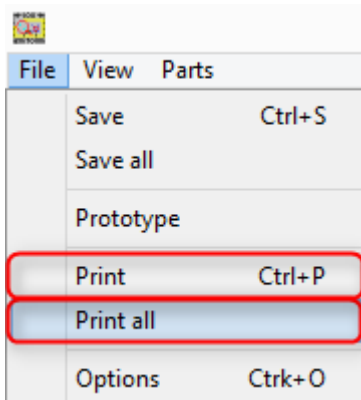 File View Parts
Save Ctrl+S
Save all
Prototype
Print Ctrl+P
Print all
Options Ctrk+O